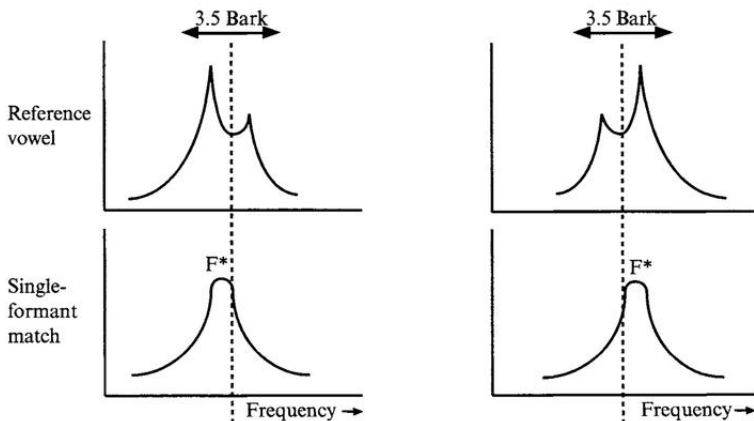 3.5 Bark
3.5 Bark
Reference
vowel
F*
F*
Single-
formant
match
Frequency →
Frequency →